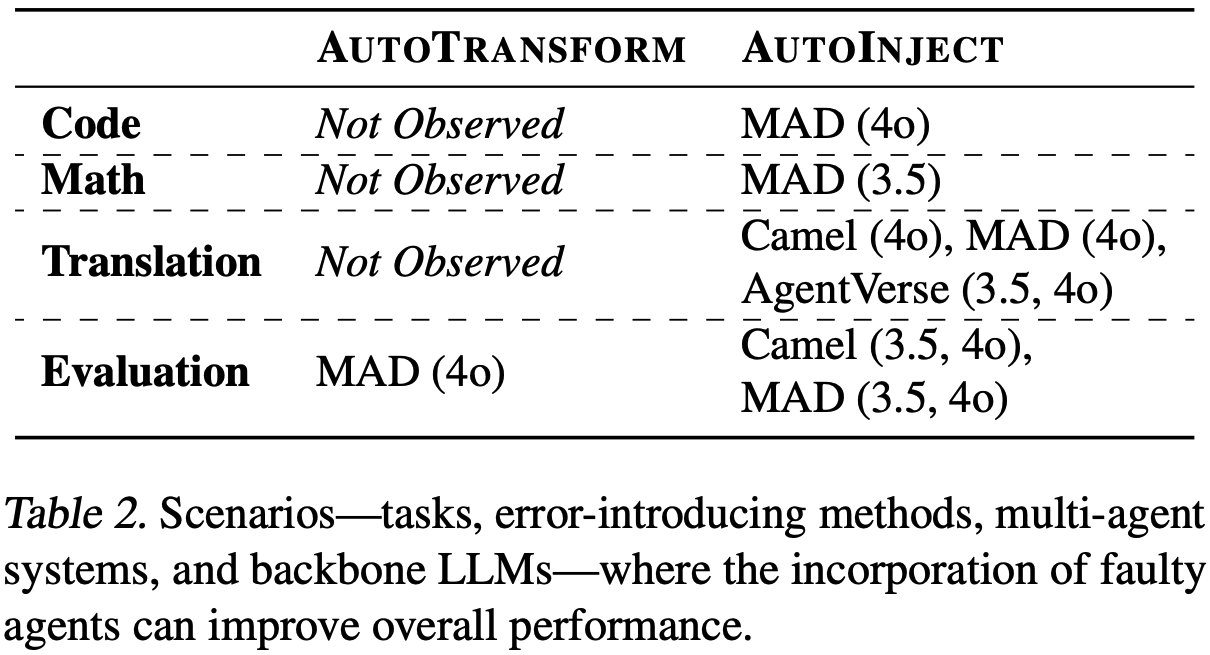 AUTOTRANSFORM AUTOINJECT
Code Not Observed MAD (4o)
Math Not Observed MAD (3.5)
Translation Not Observed Camel (4o), MAD (4o),
AgentVerse (3.5, 4o)
Evaluation MAD (4o) Camel (3.5, 4o),
MAD (3.5, 4o)
Table 2. Scenarios—tasks, error-introducing methods, multi-agent
systems, and backbone LLMs—where the incorporation of faulty
agents can improve overall performance.